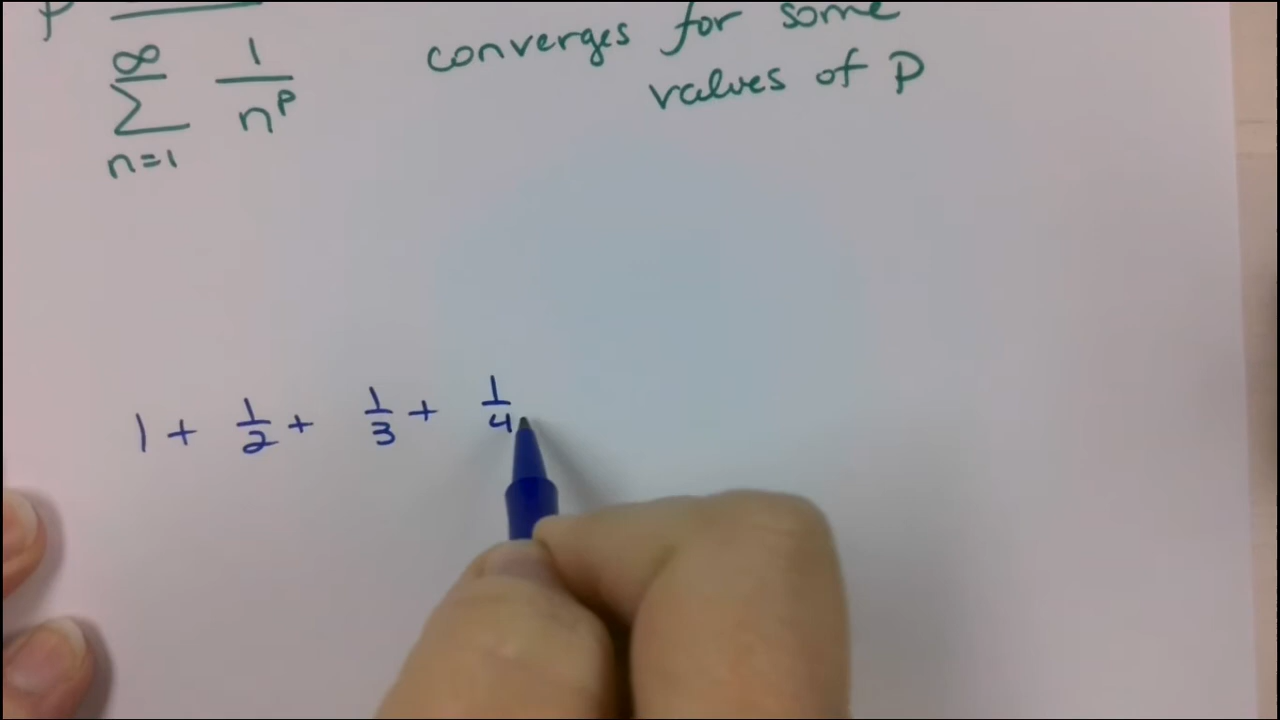 P
∞
∑ 1/n^p
n=1
converges for some
values of P
1 + 1/2 + 1/3 + 1/4